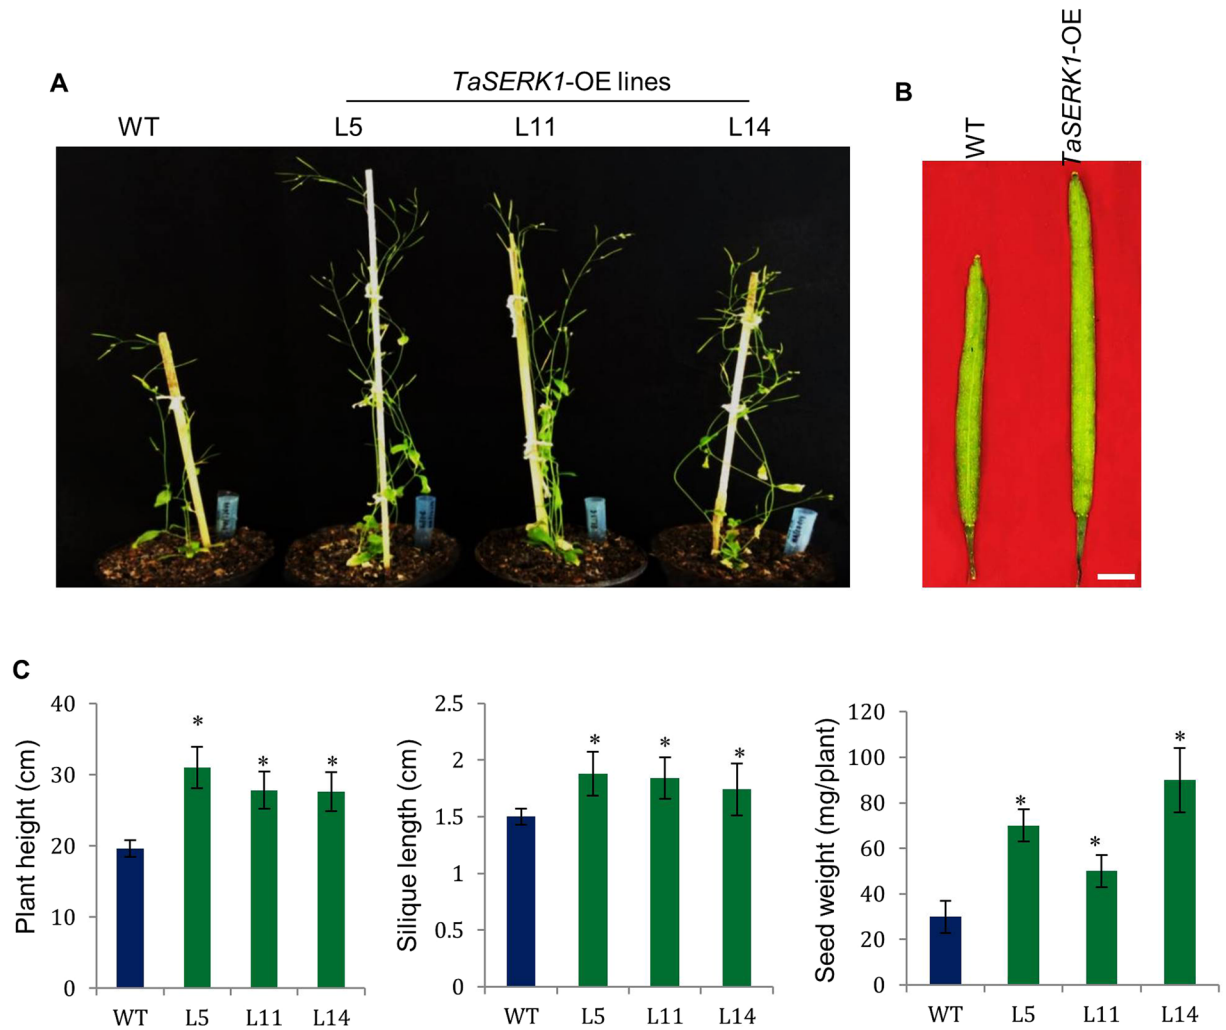 A
TaSERK1-OE lines
WT L5 L11 L14
B
WT
TaSERK1-OE
C
Plant height (cm)
40
30
20
10
0
*
*
*
WT L5 L11 L14
Silique length (cm)
2.5
2
1.5
1
0.5
0
*
*
*
WT L5 L11 L14
Seed weight (mg/plant)
120
100
80
60
40
20
0
*
*
*
WT L5 L11 L14